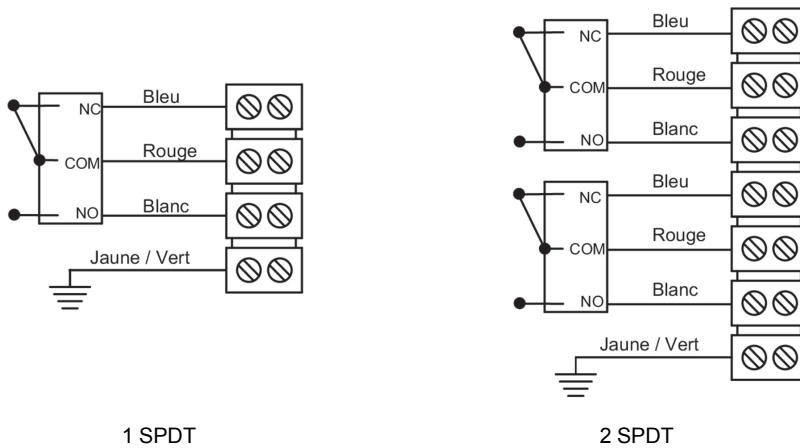 NC Bleu
COM Rouge
NO Blanc
Jaune / Vert
1 SPDT
NC Bleu
COM Rouge
NO Blanc
NC Bleu
COM Rouge
NO Blanc
Jaune / Vert
2 SPDT